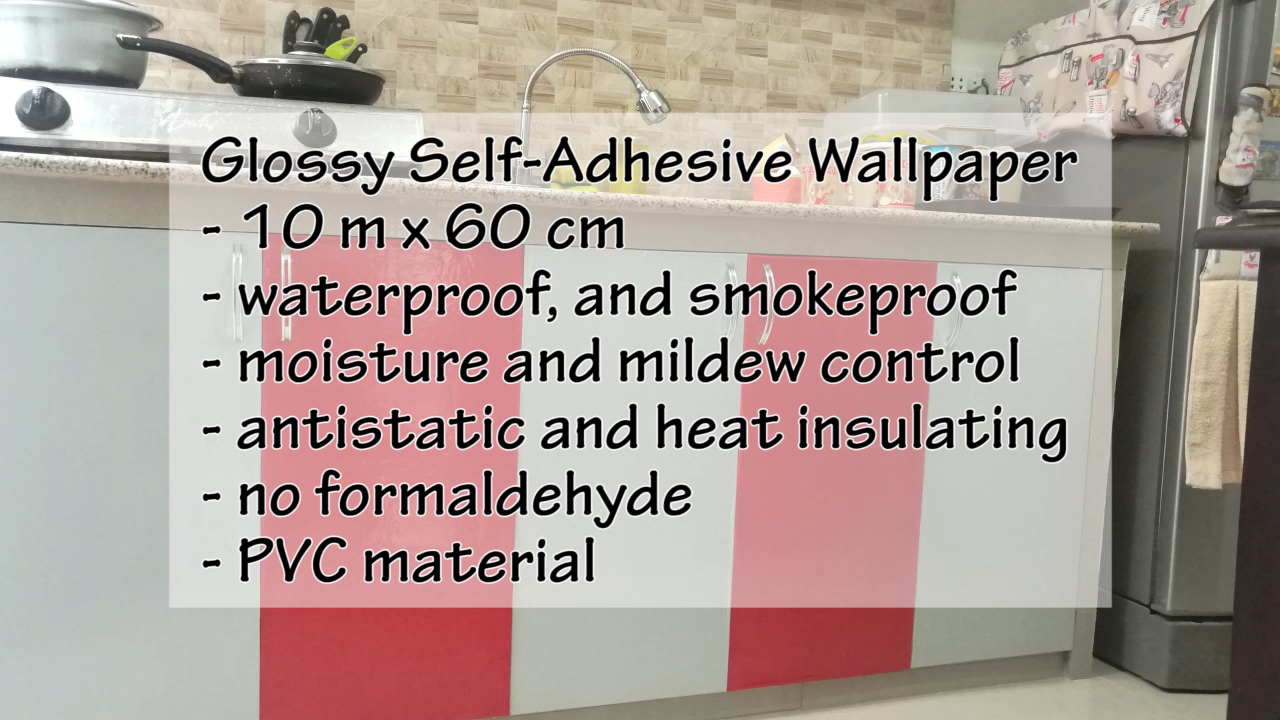 Glossy Self-Adhesive Wallpaper
- 10 m x 60 cm
- waterproof, and smokeproof
- moisture and mildew control
- antistatic and heat insulating
- no formaldehyde
- PVC material